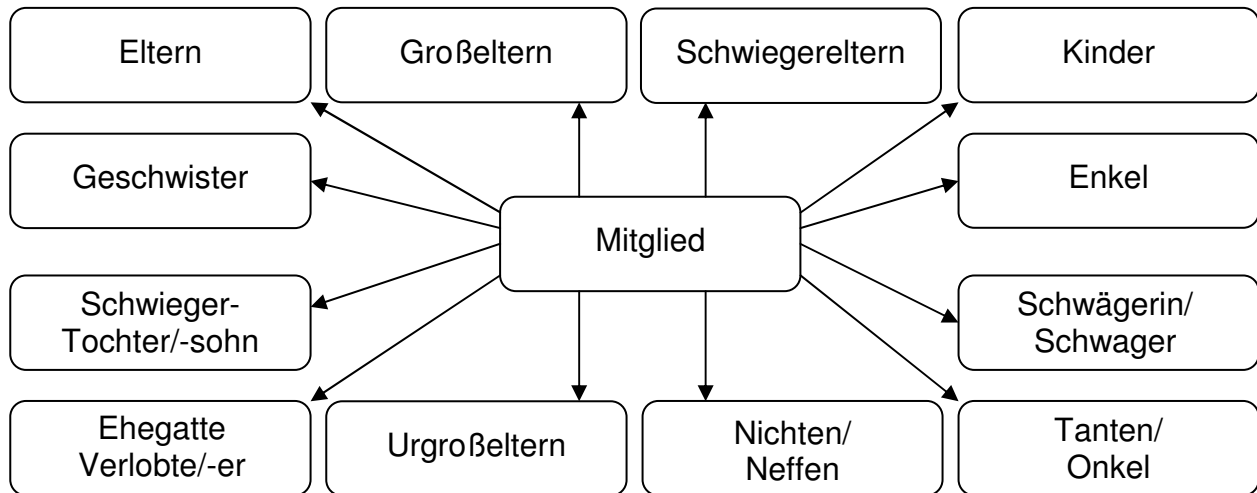 Eltern
Großeltern
Schwiegereltern
Kinder
Geschwister
Enkel
Mitglied
Schwieger-
Tochter/-sohn
Schwägerin/
Schwager
Ehegatte
Verlobte/-er
Urgroßeltern
Nichten/
Neffen
Tanten/
Onkel